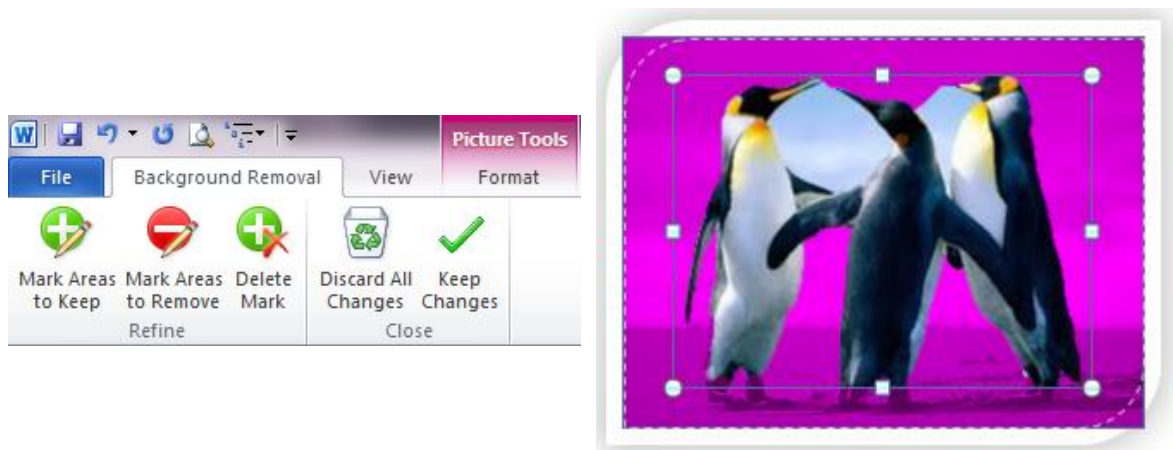 W
Picture Tools
File Background Removal View Format
Mark Areas to Keep Mark Areas to Remove Delete Mark Discard All Changes Keep Changes
Refine Close